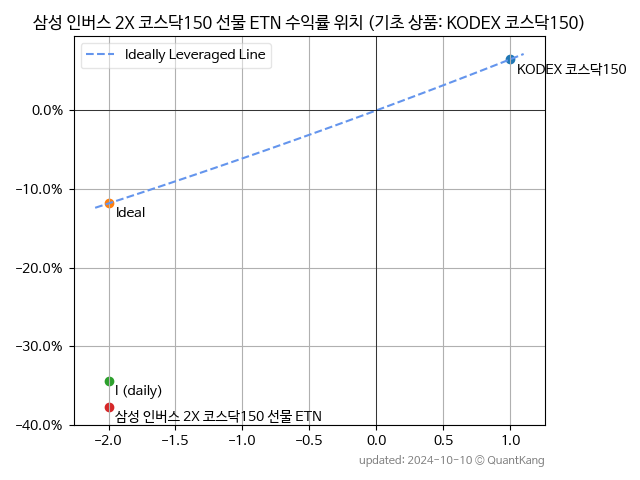 삼성 인버스 2X 코스닥150 선물 ETN 수익률 위치 (기초 상품: KODEX 코스닥150)
Ideally Leveraged Line
KODEX 코스닥150
0.0%
−10.0%
Ideal
−20.0%
−30.0%
I (daily)
삼성 인버스 2X 코스닥150 선물 ETN
−40.0%
−2.0 −1.5 −1.0 −0.5 0.0 0.5 1.0
updated: 2024-10-10 © QuantKang